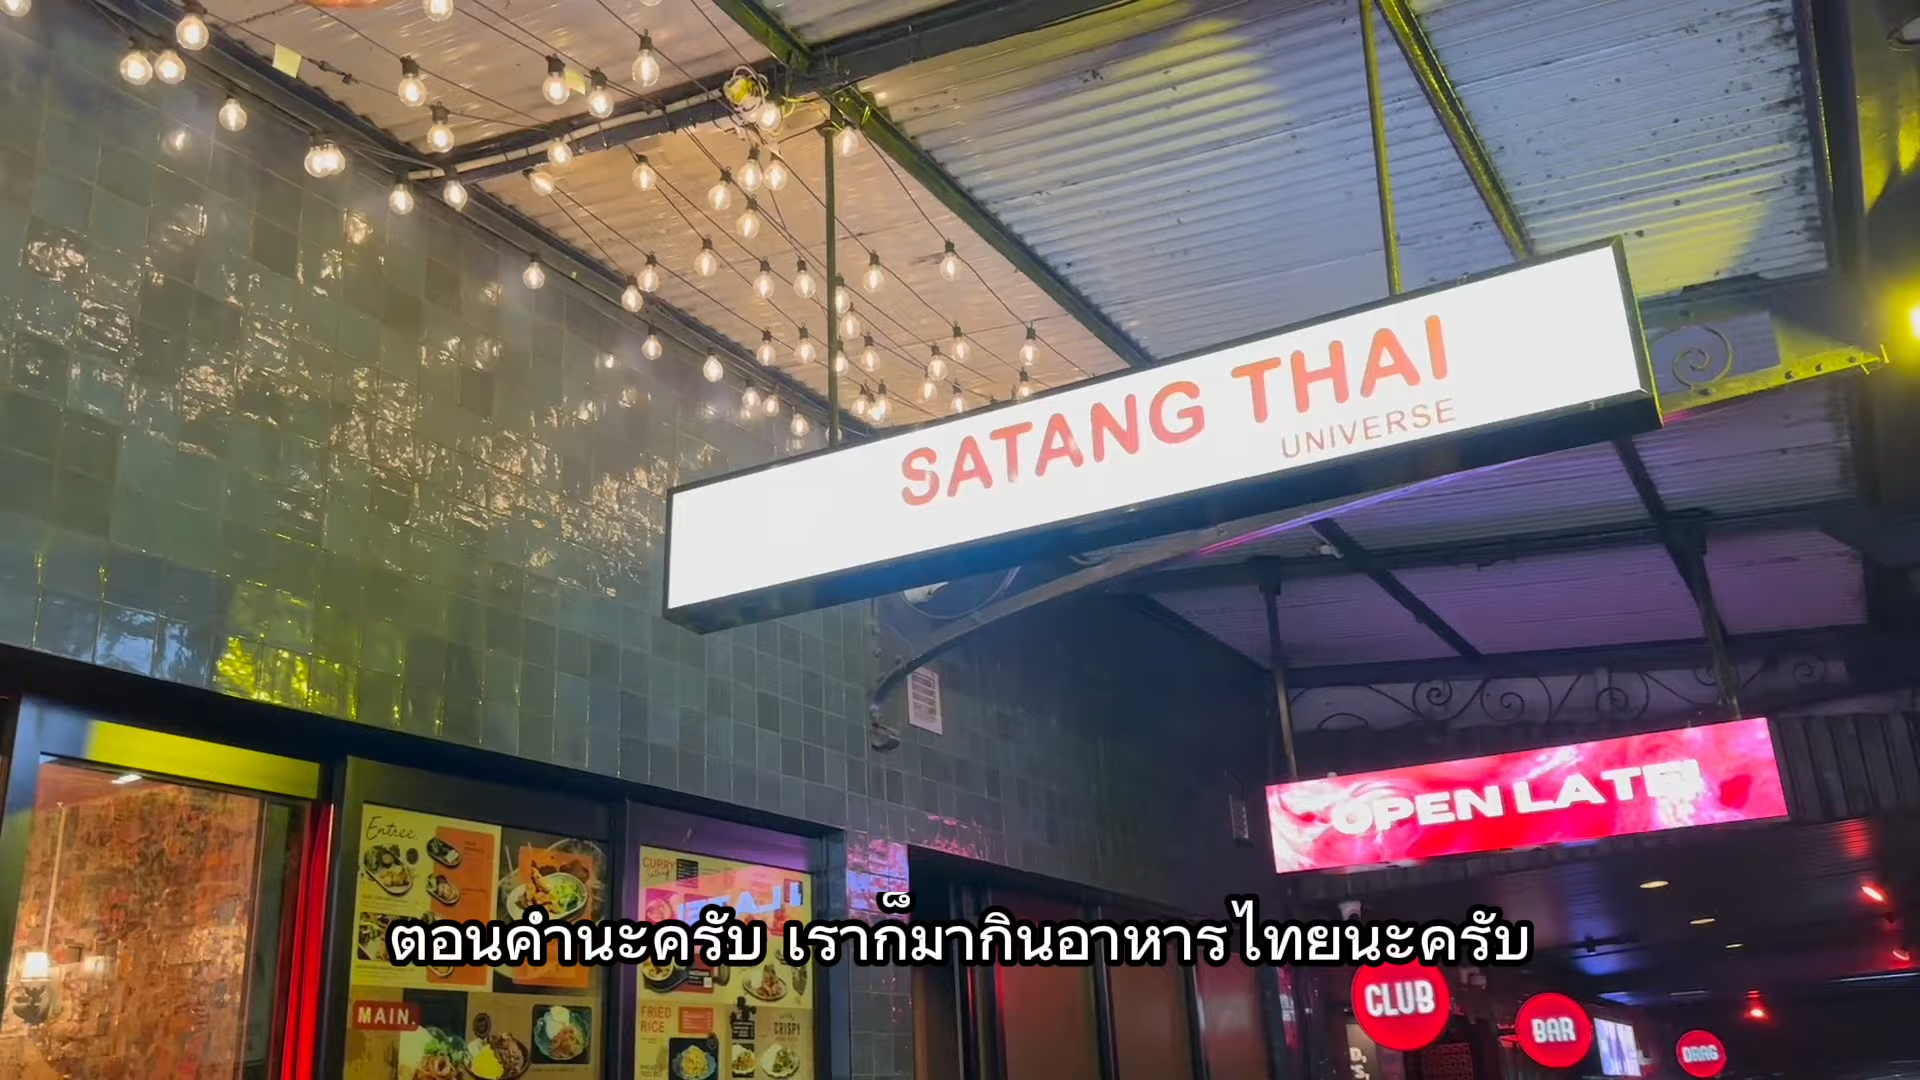 SATANG THAI
UNIVERSE
OPEN LATE!
Entree
CURRY
ตอนค่ำนะครับ เราก็มากินอาหารไทยนะครับ
MAIN.
FRIED
RICE
CRISPY
CLUB
BAR
DRAG